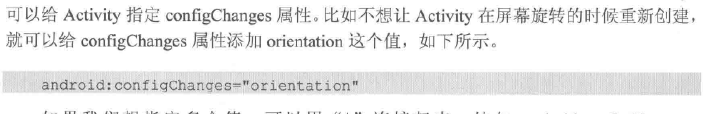 可以给 Activity 指定 configChanges 属性。比如不想让 Activity 在屏幕旋转的时候重新创建，
就可以给 configChanges 属性添加 orientation 这个值，如下所示。
android:configChanges="orientation"